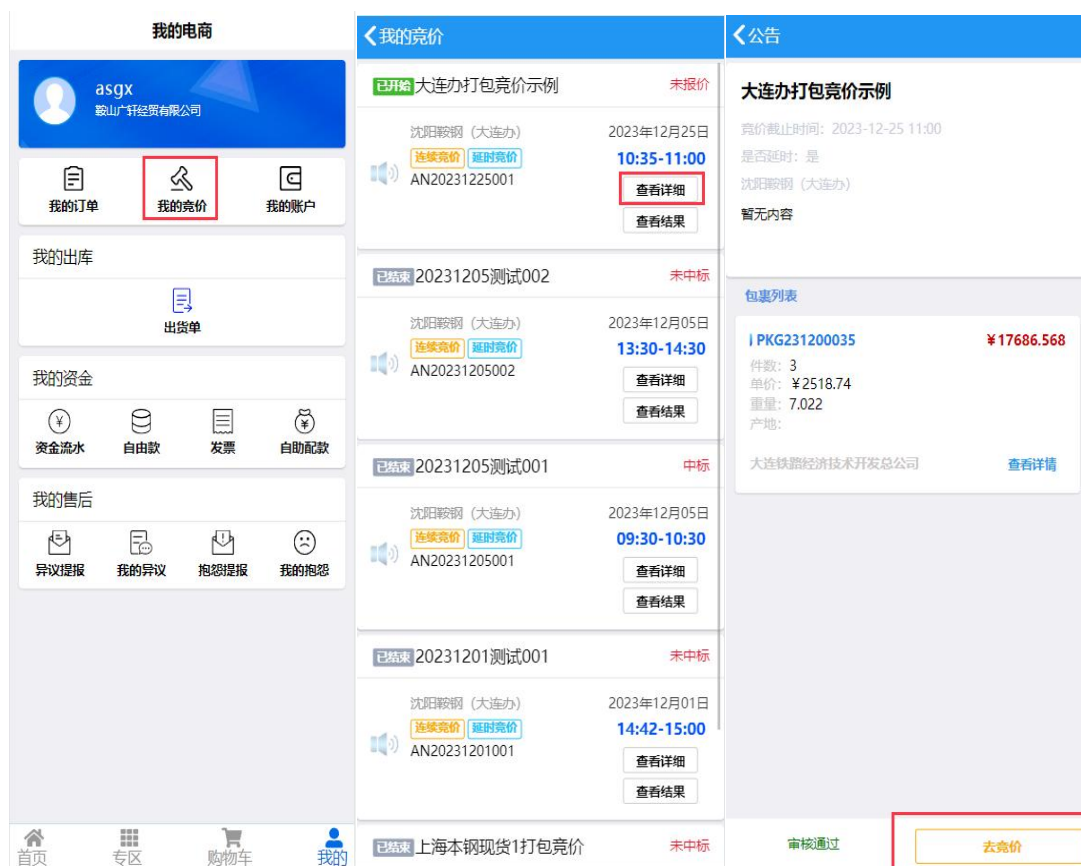 我的电商
asgx
鞍山广轩经贸有限公司
我的订单
我的竞价
我的账户
我的出库
出货单
我的资金
资金流水
自由款
发票
自助配款
我的售后
异议提报
我的异议
抱怨提报
我的抱怨
首页
专区
购物车
我的
我的竞价
已开始 大连办打包竞价示例 未报价
沈阳鞍钢（大连办） 2023年12月25日
连续竞价 延时竞价 10:35-11:00
AN20231225001 查看详细
查看结果
已结束 20231205测试002 未中标
沈阳鞍钢（大连办） 2023年12月05日
连续竞价 延时竞价 13:30-14:30
AN20231205002 查看详细
查看结果
已结束 20231205测试001 中标
沈阳鞍钢（大连办） 2023年12月05日
连续竞价 延时竞价 09:30-10:30
AN20231205001 查看详细
查看结果
已结束 20231201测试001 未中标
沈阳鞍钢（大连办） 2023年12月01日
连续竞价 延时竞价 14:42-15:00
AN20231201001 查看详细
查看结果
已结束 上海本钢现货1打包竞价 未中标
公告
大连办打包竞价示例
竞价截止时间：2023-12-25 11:00
是否延时：是
沈阳鞍钢（大连办）
暂无内容
包裹列表
PKG231200035 ¥17686.568
件数：3
单价：¥2518.74
重量：7.022
产地：
大连铁路经济技术开发总公司 查看详情
审核通过 去竞价